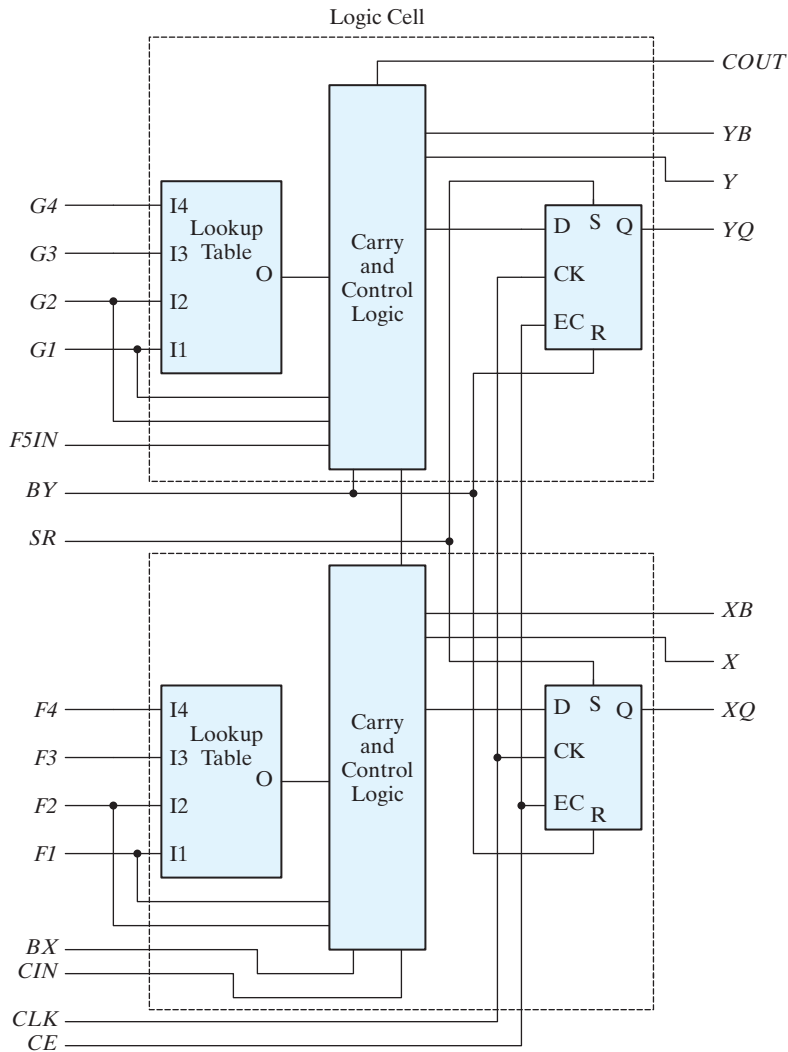 Logic Cell
COUT
YB
Y
YQ
G4
G3
G2
G1
F5IN
BY
SR
I4
I3
I2
I1
Lookup
Table
O
Carry
and
Control
Logic
D
S
Q
CK
EC
R
XB
X
XQ
F4
F3
F2
F1
BX
CIN
CLK
CE
I4
I3
I2
I1
Lookup
Table
O
Carry
and
Control
Logic
D
S
Q
CK
EC
R